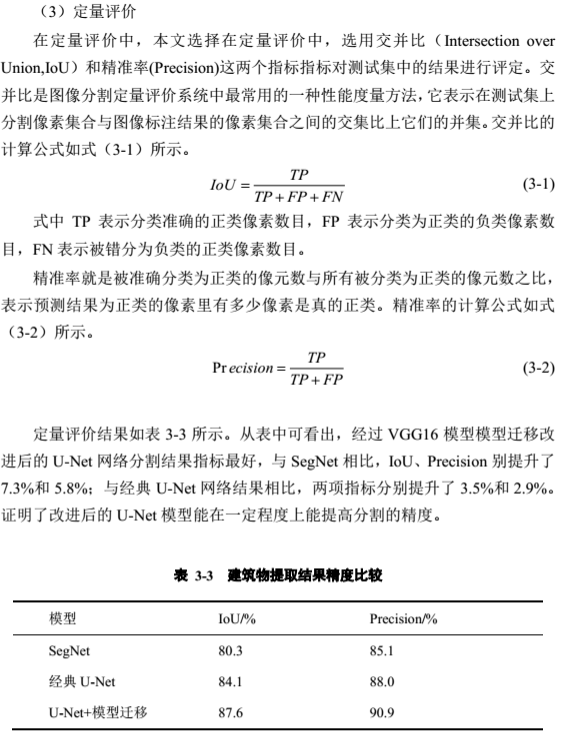 （3）定量评价
在定量评价中，本文选择在定量评价中，选用交并比（Intersection over
Union,IoU）和精准率(Precision)这两个指标指标对测试集中的结果进行评定。交
并比是图像分割定量评价系统中最常用的一种性能度量方法，它表示在测试集上
分割像素集合与图像标注结果的像素集合之间的交集比上它们的并集。交并比的
计算公式如式（3-1）所示。
IoU = TP / (TP + FP + FN) (3-1)
式中 TP 表示分类准确的正类像素数目，FP 表示分类为正类的负类像素数
目，FN 表示被错分为负类的正类像素数目。
精准率就是被准确分类为正类的像元数与所有被分类为正类的像元数之比，
表示预测结果为正类的像素里有多少像素是真的正类。精准率的计算公式如式
（3-2）所示。
Pr ecision = TP / (TP + FP) (3-2)
定量评价结果如表 3-3 所示。从表中可看出，经过 VGG16 模型模型迁移改
进后的 U-Net 网络分割结果指标最好，与 SegNet 相比，IoU、Precision 别提升了
7.3%和 5.8%；与经典 U-Net 网络结果相比，两项指标分别提升了 3.5%和 2.9%。
证明了改进后的 U-Net 模型能在一定程度上能提高分割的精度。
表 3-3 建筑物提取结果精度比较
模型 IoU/% Precision/%
SegNet 80.3 85.1
经典 U-Net 84.1 88.0
U-Net+模型迁移 87.6 90.9